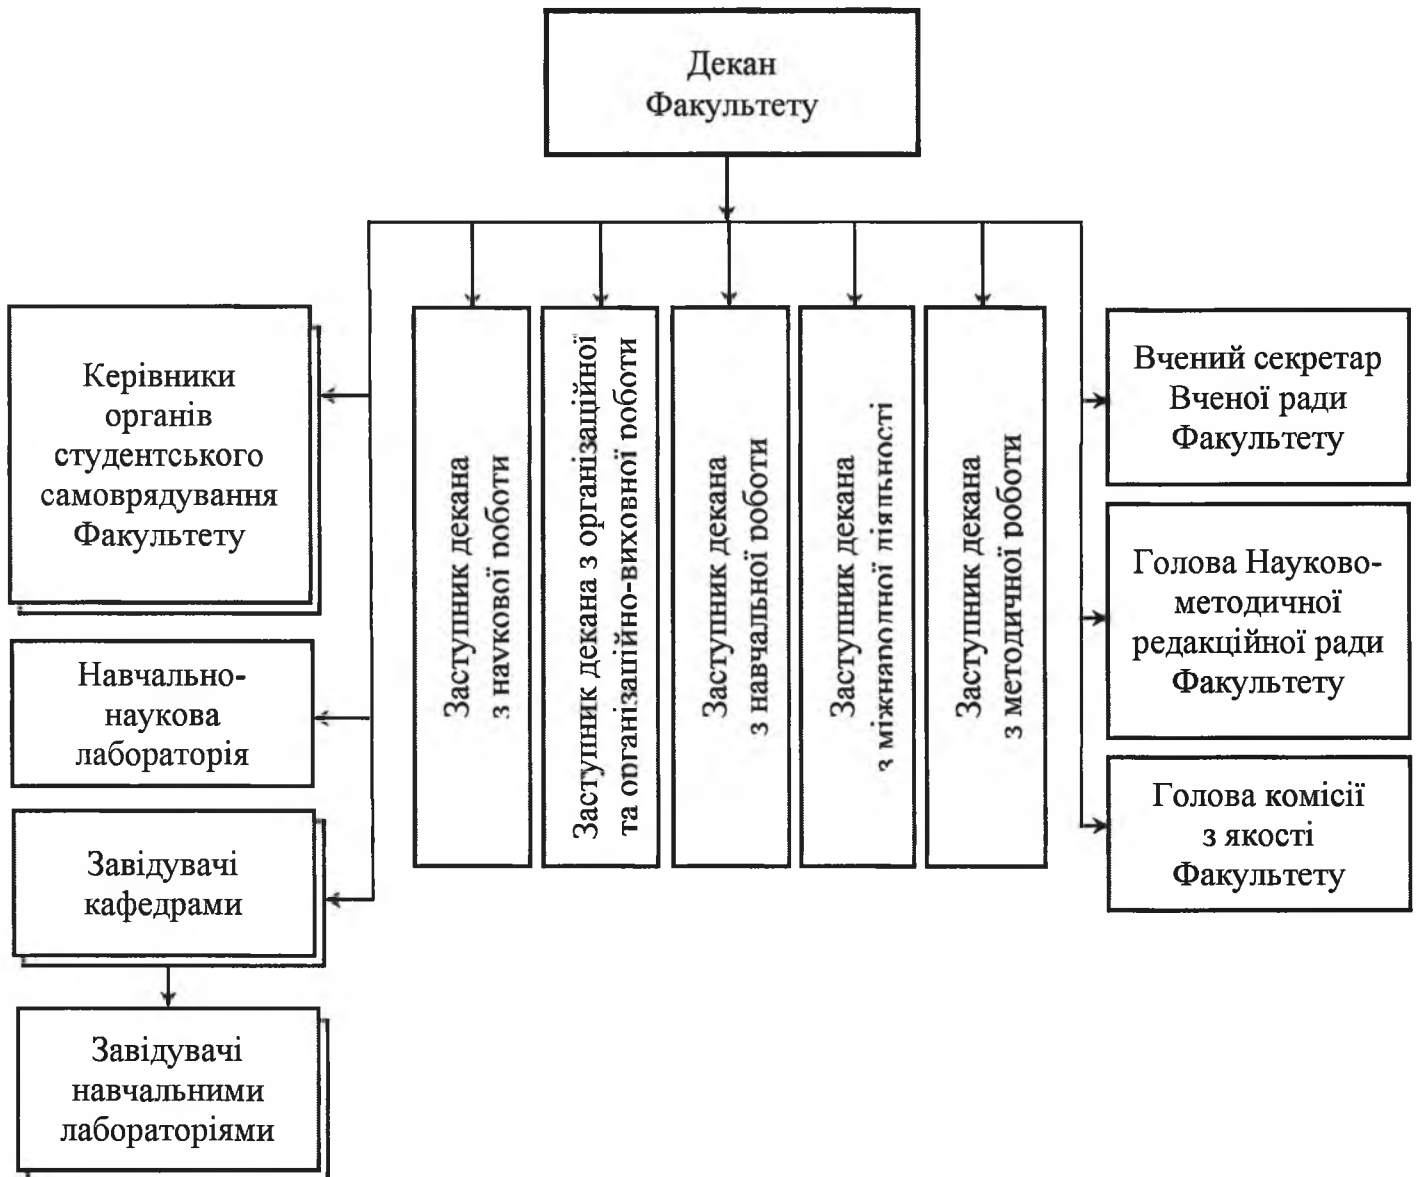 Декан
Факультету
Керівники
органів
студентського
самоврядування
Факультету
Навчально-
наукова
лабораторія
Завідувачі
кафедрами
Завідувачі
навчальними
лабораторіями
Заступник декана
з наукової роботи
Заступник декана з організаційної
та організаційно-виховної роботи
Заступник декана
з навчальної роботи
Заступник декана
з міжнародної діяльності
Заступник декана
з методичної роботи
Вчений секретар
Вченої ради
Факультету
Голова Науково-
методичної
редакційної ради
Факультету
Голова комісії
з якості
Факультету